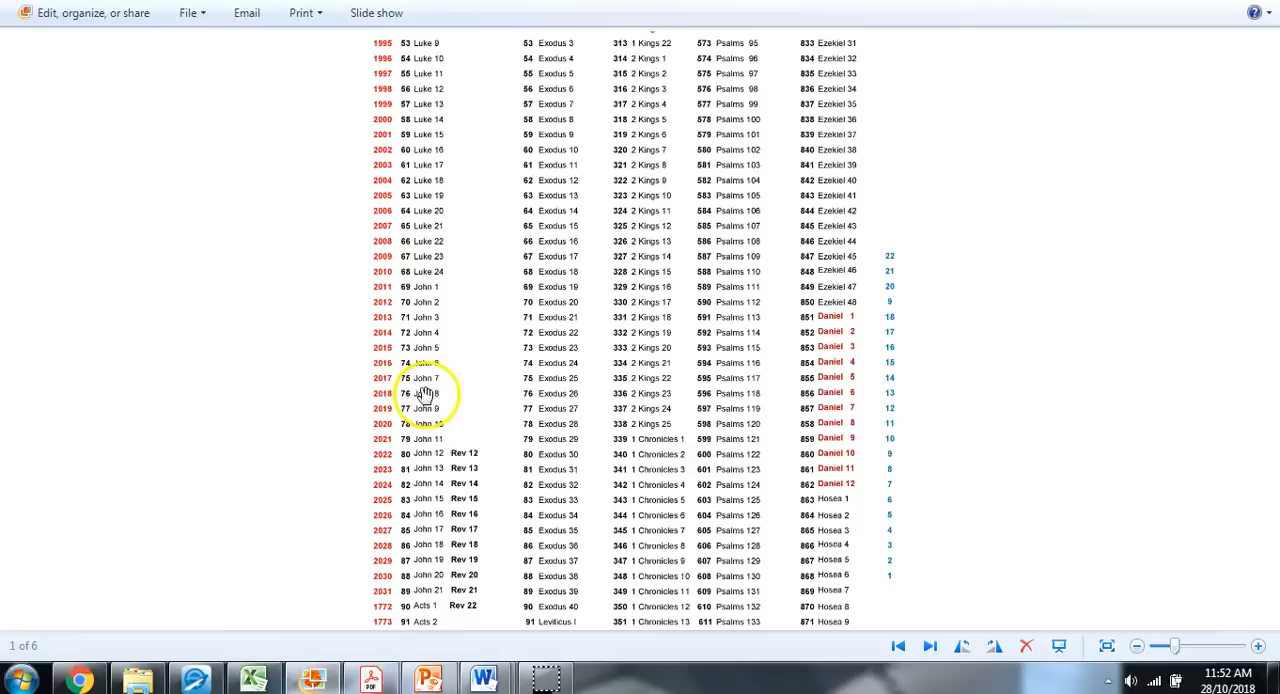 Edit, organize, or share File Email Print Slide show
1995 53 Luke 9 53 Exodus 3 313 1 Kings 22 573 Psalms 95 833 Ezekiel 31
1996 54 Luke 10 54 Exodus 4 314 2 Kings 1 574 Psalms 96 834 Ezekiel 32
1997 55 Luke 11 55 Exodus 5 315 2 Kings 2 575 Psalms 97 835 Ezekiel 33
1998 56 Luke 12 56 Exodus 6 316 2 Kings 3 576 Psalms 98 836 Ezekiel 34
1999 57 Luke 13 57 Exodus 7 317 2 Kings 4 577 Psalms 99 837 Ezekiel 35
2000 58 Luke 14 58 Exodus 8 318 2 Kings 5 578 Psalms 100 838 Ezekiel 36
2001 59 Luke 15 59 Exodus 9 319 2 Kings 6 579 Psalms 101 839 Ezekiel 37
2002 60 Luke 16 60 Exodus 10 320 2 Kings 7 580 Psalms 102 840 Ezekiel 38
2003 61 Luke 17 61 Exodus 11 321 2 Kings 8 581 Psalms 103 841 Ezekiel 39
2004 62 Luke 18 62 Exodus 12 322 2 Kings 9 582 Psalms 104 842 Ezekiel 40
2005 63 Luke 19 63 Exodus 13 323 2 Kings 10 583 Psalms 105 843 Ezekiel 41
2006 64 Luke 20 64 Exodus 14 324 2 Kings 11 584 Psalms 106 844 Ezekiel 42
2007 65 Luke 21 65 Exodus 15 325 2 Kings 12 585 Psalms 107 845 Ezekiel 43
2008 66 Luke 22 66 Exodus 16 326 2 Kings 13 586 Psalms 108 846 Ezekiel 44
2009 67 Luke 23 67 Exodus 17 327 2 Kings 14 587 Psalms 109 847 Ezekiel 45 22
2010 68 Luke 24 68 Exodus 18 328 2 Kings 15 588 Psalms 110 848 Ezekiel 46 21
2011 69 John 1 69 Exodus 19 329 2 Kings 16 589 Psalms 111 849 Ezekiel 47 20
2012 70 John 2 70 Exodus 20 330 2 Kings 17 590 Psalms 112 850 Ezekiel 48 9
2013 71 John 3 71 Exodus 21 331 2 Kings 18 591 Psalms 113 851 Daniel 1 18
2014 72 John 4 72 Exodus 22 332 2 Kings 19 592 Psalms 114 852 Daniel 2 17
2015 73 John 5 73 Exodus 23 333 2 Kings 20 593 Psalms 115 853 Daniel 3 16
2016 74 John 74 Exodus 24 334 2 Kings 21 594 Psalms 116 854 Daniel 4 15
2017 75 John 7 75 Exodus 25 335 2 Kings 22 595 Psalms 117 855 Daniel 5 14
2018 76 8 76 Exodus 26 336 2 Kings 23 596 Psalms 118 856 Daniel 6 13
2019 77 John 9 77 Exodus 27 337 2 Kings 24 597 Psalms 119 857 Daniel 7 12
2020 78 John 10 78 Exodus 28 338 2 Kings 25 598 Psalms 120 858 Daniel 8 11
2021 79 John 11 79 Exodus 29 339 1 Chronicles 1 599 Psalms 121 859 Daniel 9 10
2022 80 John 12 Rev 12 80 Exodus 30 340 1 Chronicles 2 600 Psalms 122 860 Daniel 10 9
2023 81 John 13 Rev 13 81 Exodus 31 341 1 Chronicles 3 601 Psalms 123 861 Daniel 11 8
2024 82 John 14 Rev 14 82 Exodus 32 342 1 Chronicles 4 602 Psalms 124 862 Daniel 12 7
2025 83 John 15 Rev 15 83 Exodus 33 343 1 Chronicles 5 603 Psalms 125 863 Hosea 1 6
2026 84 John 16 Rev 16 84 Exodus 34 344 1 Chronicles 6 604 Psalms 126 864 Hosea 2 5
2027 85 John 17 Rev 17 85 Exodus 35 345 1 Chronicles 7 605 Psalms 127 865 Hosea 3 4
2028 86 John 18 Rev 18 86 Exodus 36 346 1 Chronicles 8 606 Psalms 128 866 Hosea 4 3
2029 87 John 19 Rev 19 87 Exodus 37 347 1 Chronicles 9 607 Psalms 129 867 Hosea 5 2
2030 88 John 20 Rev 20 88 Exodus 38 348 1 Chronicles 10 608 Psalms 130 868 Hosea 6 1
2031 89 John 21 Rev 21 89 Exodus 39 349 1 Chronicles 11 609 Psalms 131 869 Hosea 7
1772 90 Acts 1 Rev 22 90 Exodus 40 350 1 Chronicles 12 610 Psalms 132 870 Hosea 8
1773 91 Acts 2 91 Leviticus I 351 1 Chronicles 13 611 Psalms 133 871 Hosea 9
1 of 6
PDF
11:52 AM
28/10/2018